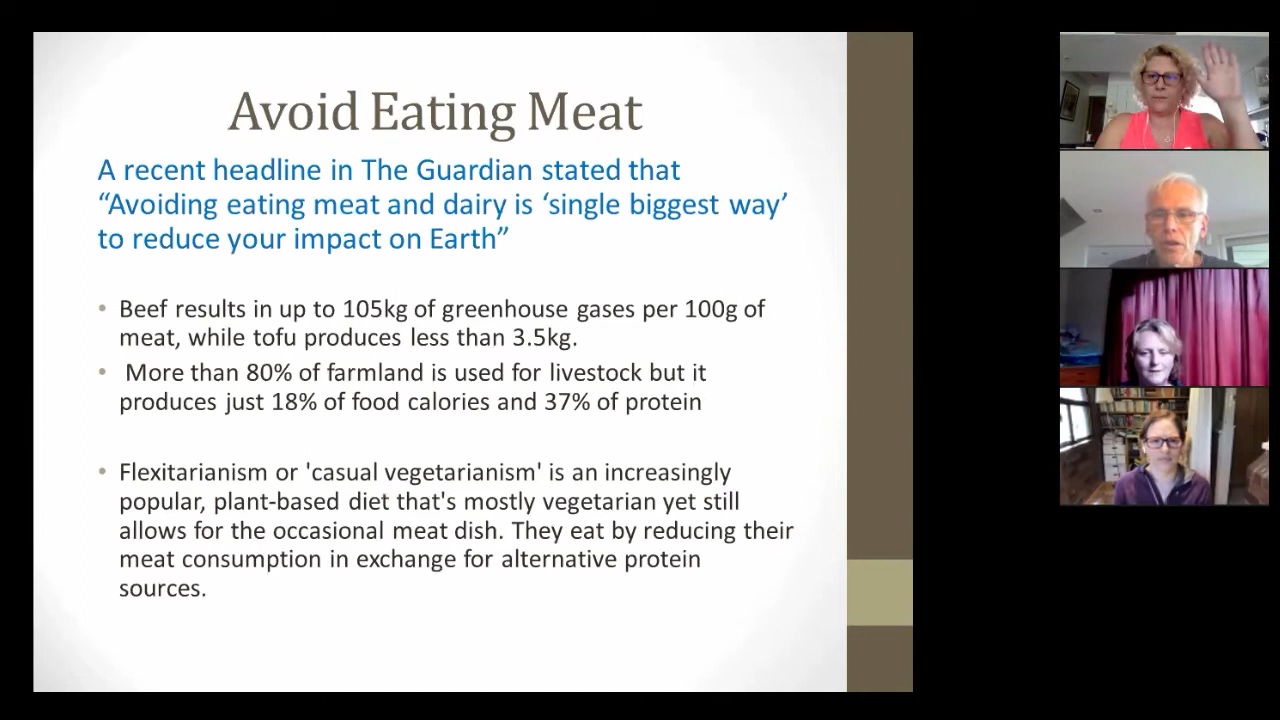 Avoid Eating Meat
A recent headline in The Guardian stated that
“Avoiding eating meat and dairy is ‘single biggest way’
to reduce your impact on Earth”
• Beef results in up to 105kg of greenhouse gases per 100g of
meat, while tofu produces less than 3.5kg.
• More than 80% of farmland is used for livestock but it
produces just 18% of food calories and 37% of protein
• Flexitarianism or 'casual vegetarianism' is an increasingly
popular, plant-based diet that's mostly vegetarian yet still
allows for the occasional meat dish. They eat by reducing their
meat consumption in exchange for alternative protein
sources.